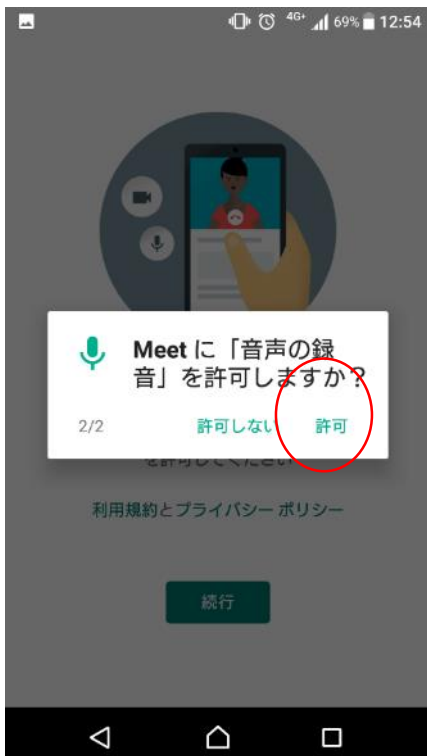 4G+ 69% 12:54
Meet に「音声の録
音」を許可しますか？
2/2 許可しない 許可
を許可してください
利用規約とプライバシー ポリシー
続行